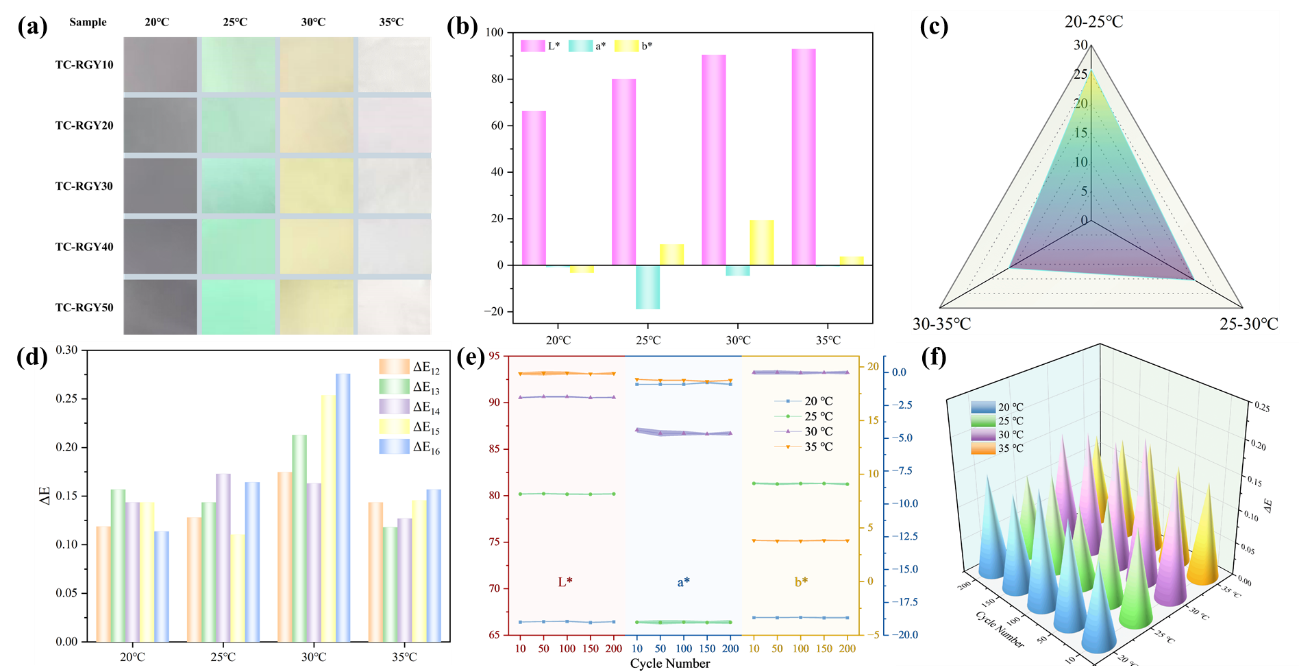 (a)
Sample 20°C 25°C 30°C 35°C
TC-RGY10
TC-RGY20
TC-RGY30
TC-RGY40
TC-RGY50
(b)
L* a* b*
100
80
60
40
20
0
−20
20°C 25°C 30°C 35°C
(c)
20-25°C
30
25
20
15
10
5
0
30-35°C
25-30°C
(d)
ΔE
0.30
0.25
0.20
0.15
0.10
0.05
0.00
ΔE12
ΔE13
ΔE14
ΔE15
ΔE16
20°C 25°C 30°C 35°C
(e)
95
90
85
80
75
70
65
20 °C
25 °C
30 °C
35 °C
L* a* b*
20
15
10
5
0
−5
0.0
−2.5
−5.0
−7.5
−10.0
−12.5
−15.0
−17.5
−20.0
10 50 100 150 200 10 50 100 150 200 10 50 100 150 200
Cycle Number
(f)
20 °C
25 °C
30 °C
35 °C
0.25
0.20
0.15
0.10
0.05
0.00
ΔE
200
150
100
50
10
Cycle Number
20 °C
25 °C
30 °C
35 °C